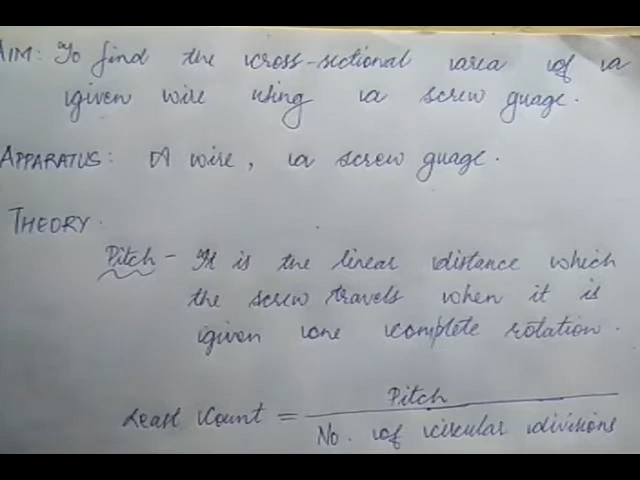 AIM: To find the cross-sectional area of a
given wire using a screw guage.
APPARATUS: A wire, a screw guage.
THEORY.
Pitch - It is the linear distance which
the screw travels when it is
given one complete rotation.
Pitch
Least Count =
No. of circular divisions